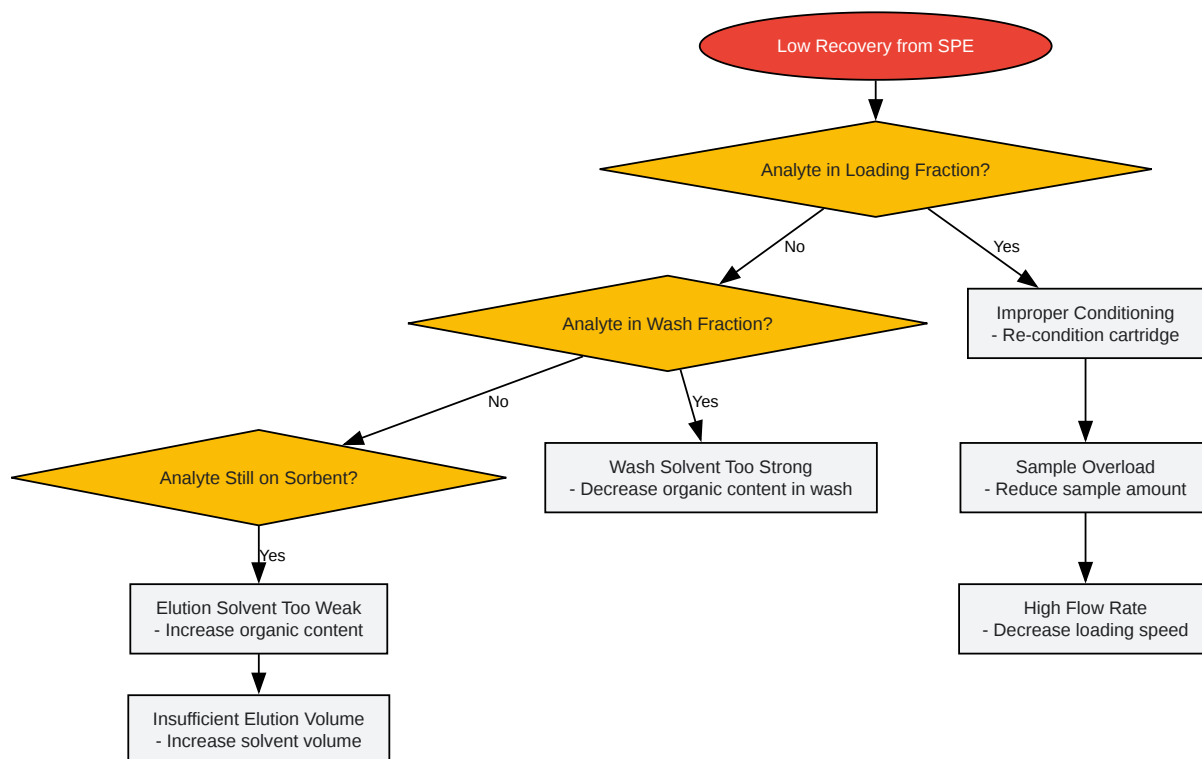 Low Recovery from SPE
Analyte in Loading Fraction?
No
Yes
Analyte in Wash Fraction?
Improper Conditioning
- Re-condition cartridge
No
Yes
Analyte Still on Sorbent?
Wash Solvent Too Strong
- Decrease organic content in wash
Sample Overload
- Reduce sample amount
Yes
Elution Solvent Too Weak
- Increase organic content
High Flow Rate
- Decrease loading speed
Insufficient Elution Volume
- Increase solvent volume